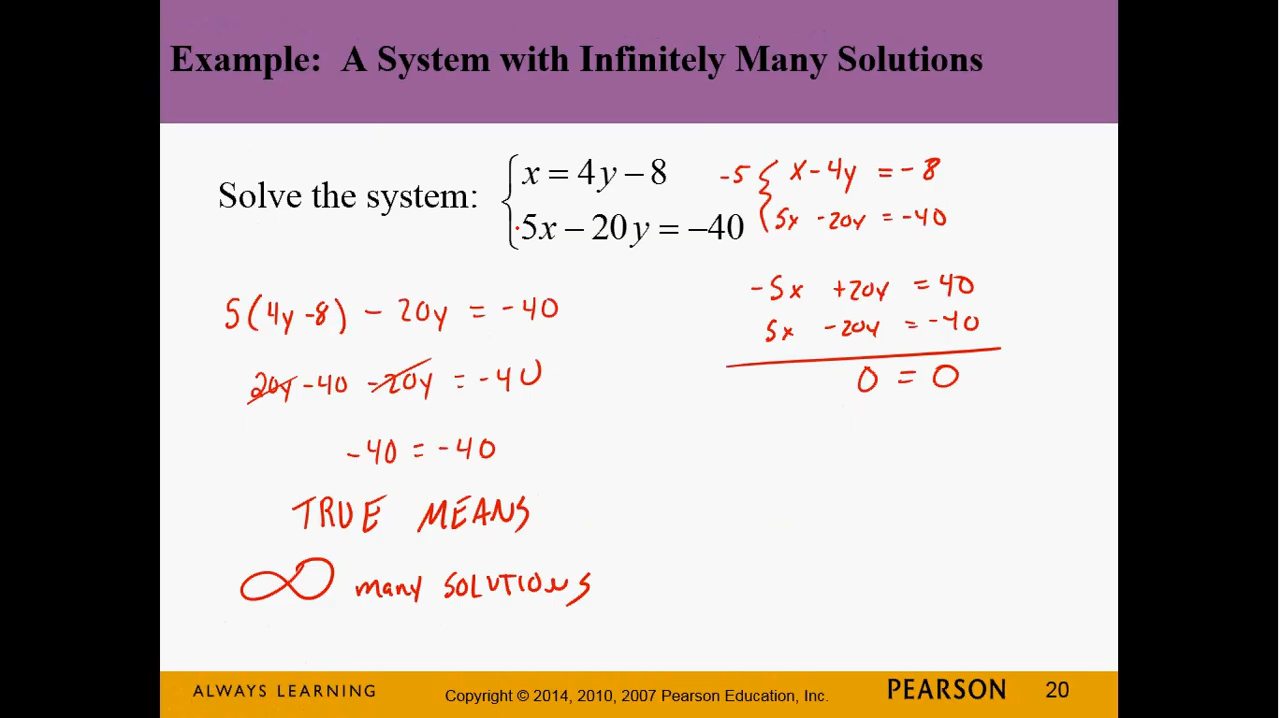 Example: A System with Infinitely Many Solutions
Solve the system:
x = 4y − 8
5x − 20y = −40
-5 { x - 4y = -8
5x - 20y = -40
5(4y - 8) - 20y = -40
20y - 40 - 20y = -40
-40 = -40
TRUE MEANS
∞ many SOLUTIONS
-5x +20y = 40
5x - 20y = -40
0 = 0
ALWAYS LEARNING
Copyright © 2014, 2010, 2007 Pearson Education, Inc.
PEARSON
20